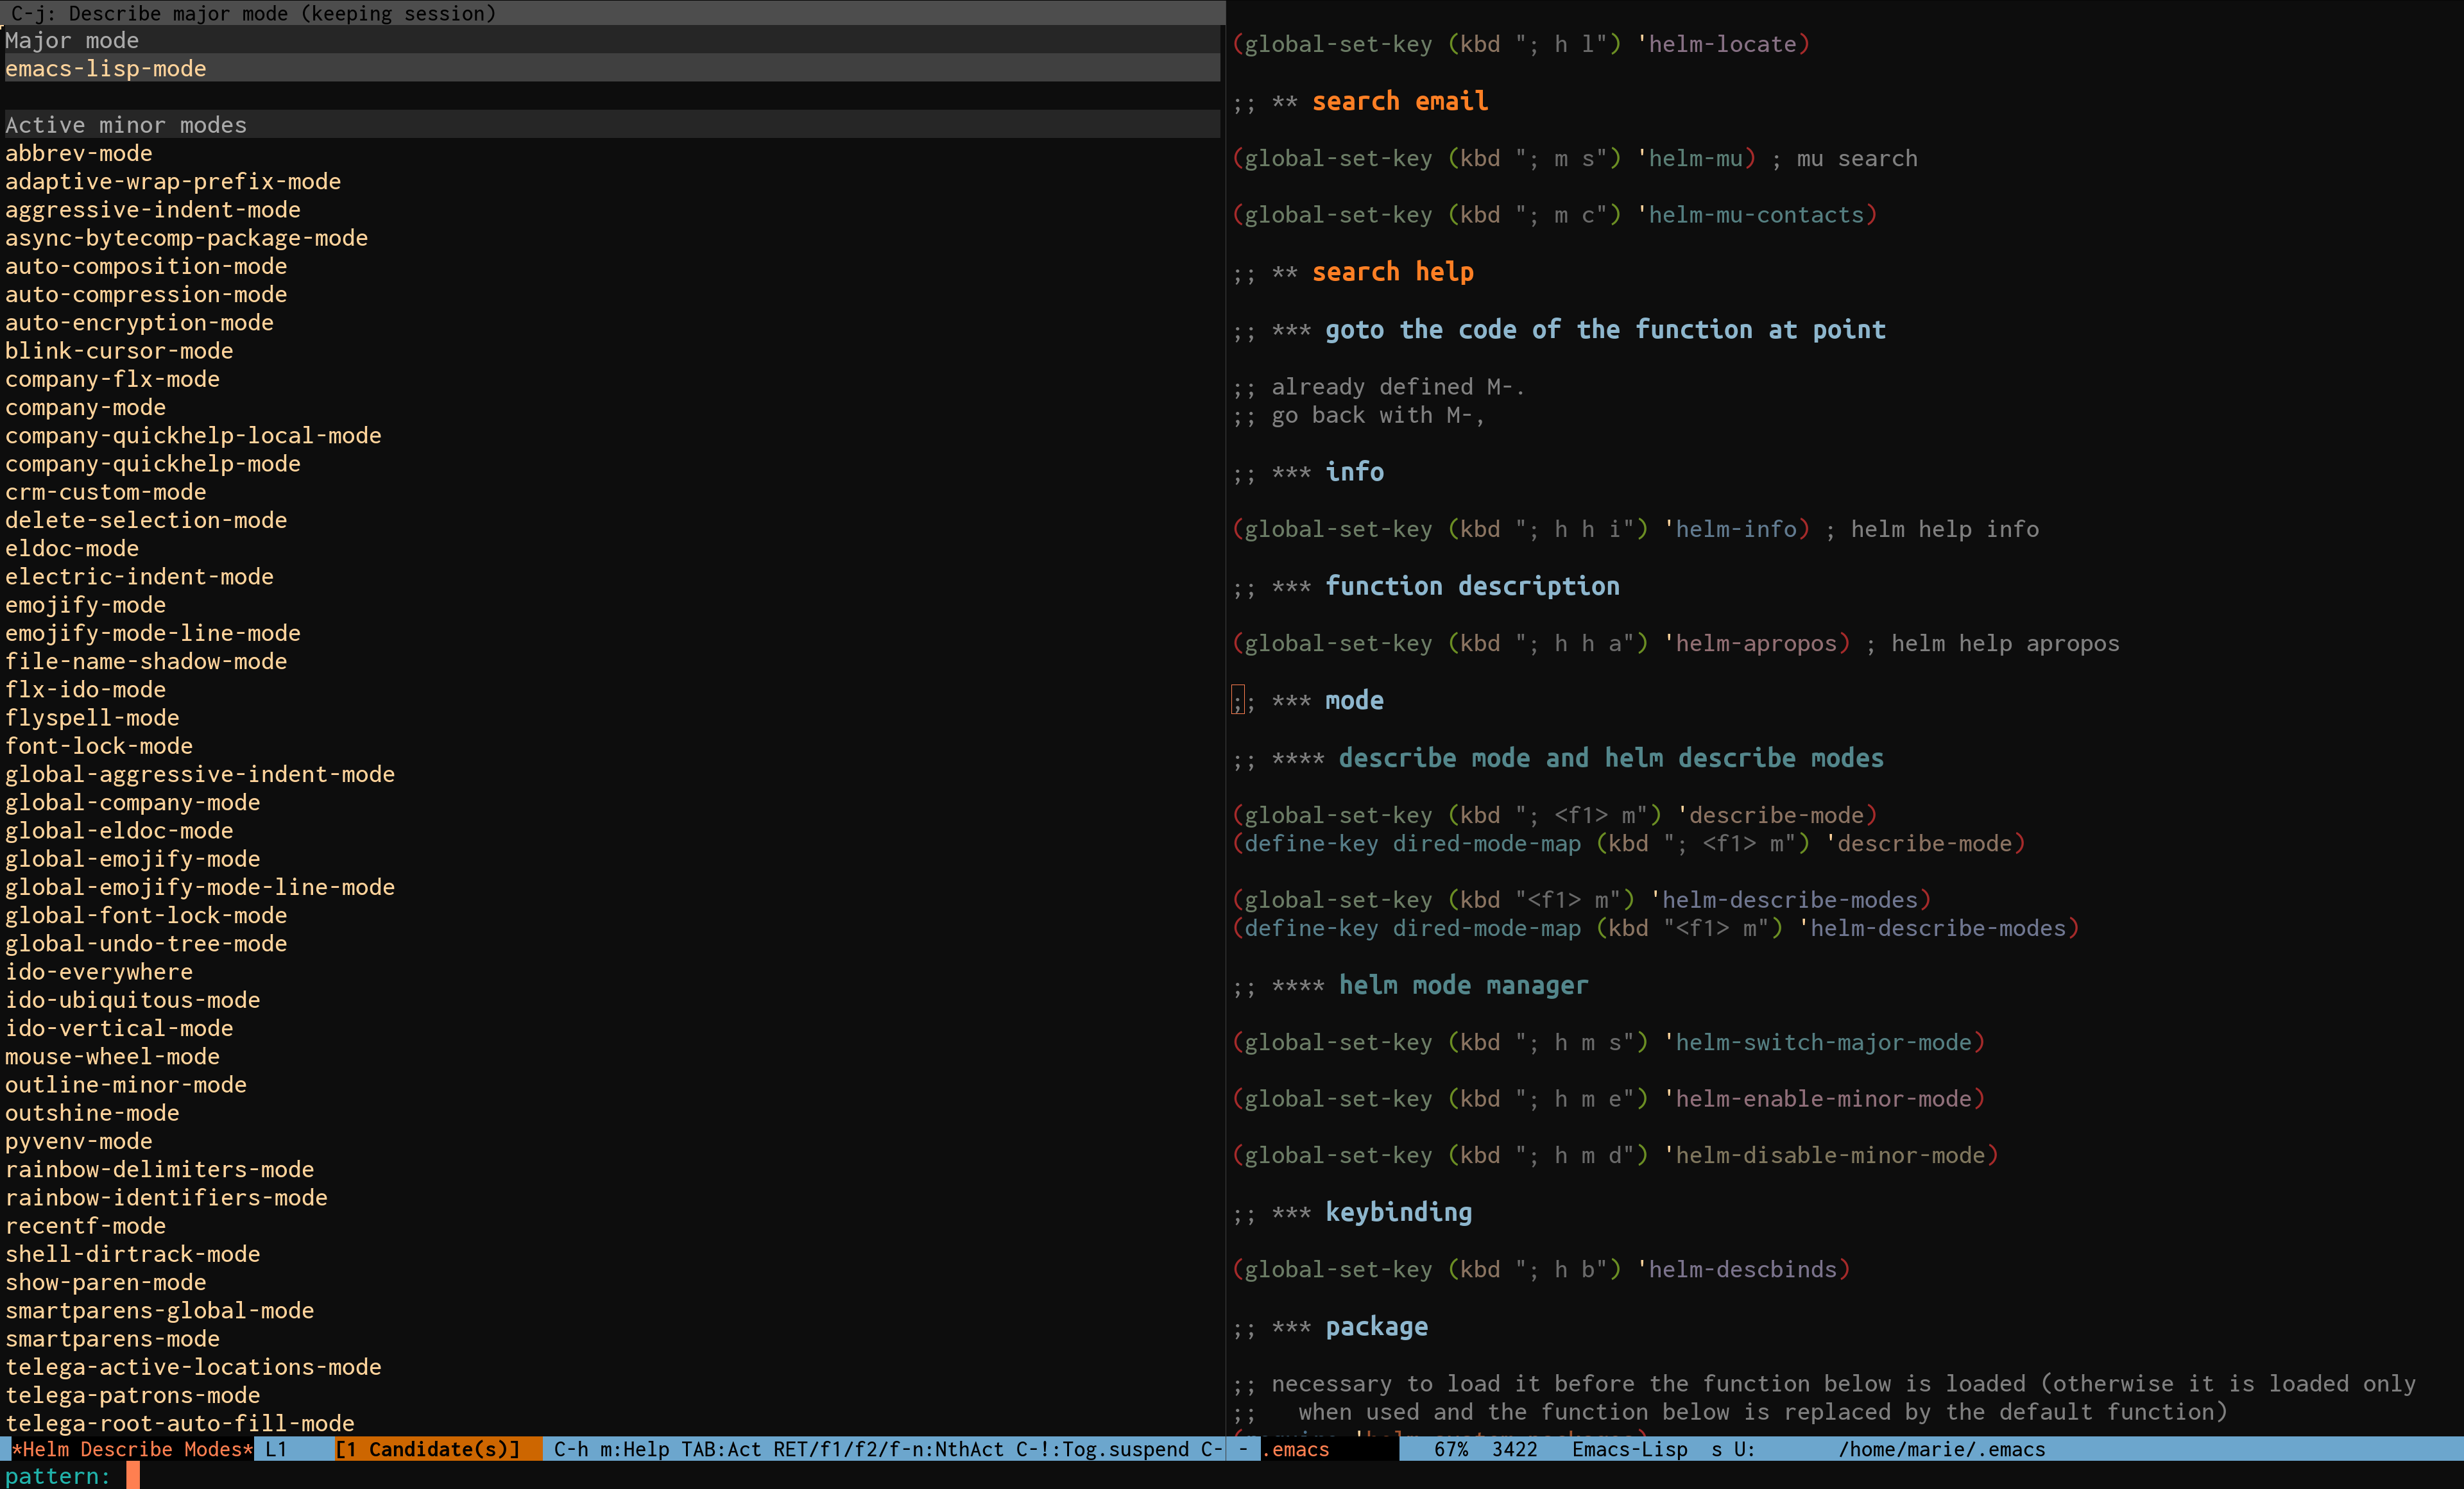 C-j: Describe major mode (keeping session)
Major mode
emacs-lisp-mode
Active minor modes
abbrev-mode
adaptive-wrap-prefix-mode
aggressive-indent-mode
async-bytecomp-package-mode
auto-composition-mode
auto-compression-mode
auto-encryption-mode
blink-cursor-mode
company-flx-mode
company-mode
company-quickhelp-local-mode
company-quickhelp-mode
crm-custom-mode
delete-selection-mode
eldoc-mode
electric-indent-mode
emojify-mode
emojify-mode-line-mode
file-name-shadow-mode
flx-ido-mode
flyspell-mode
font-lock-mode
global-aggressive-indent-mode
global-company-mode
global-eldoc-mode
global-emojify-mode
global-emojify-mode-line-mode
global-font-lock-mode
global-undo-tree-mode
ido-everywhere
ido-ubiquitous-mode
ido-vertical-mode
mouse-wheel-mode
outline-minor-mode
outshine-mode
pyvenv-mode
rainbow-delimiters-mode
rainbow-identifiers-mode
recentf-mode
shell-dirtrack-mode
show-paren-mode
smartparens-global-mode
smartparens-mode
telega-active-locations-mode
telega-patrons-mode
telega-root-auto-fill-mode
*Helm Describe Modes* L1 [1 Candidate(s)] C-h m:Help TAB:Act RET/f1/f2/f-n:NthAct C-!:Tog.suspend C-
pattern:
(global-set-key (kbd "; h l") 'helm-locate)
;; ** search email
(global-set-key (kbd "; m s") 'helm-mu) ; mu search
(global-set-key (kbd "; m c") 'helm-mu-contacts)
;; ** search help
;; *** goto the code of the function at point
;; already defined M-.
;; go back with M-,
;; *** info
(global-set-key (kbd "; h h i") 'helm-info) ; helm help info
;; *** function description
(global-set-key (kbd "; h h a") 'helm-apropos) ; helm help apropos
;; *** mode
;; **** describe mode and helm describe modes
(global-set-key (kbd "; <f1> m") 'describe-mode)
(define-key dired-mode-map (kbd "; <f1> m") 'describe-mode)
(global-set-key (kbd "<f1> m") 'helm-describe-modes)
(define-key dired-mode-map (kbd "<f1> m") 'helm-describe-modes)
;; **** helm mode manager
(global-set-key (kbd "; h m s") 'helm-switch-major-mode)
(global-set-key (kbd "; h m e") 'helm-enable-minor-mode)
(global-set-key (kbd "; h m d") 'helm-disable-minor-mode)
;; *** keybinding
(global-set-key (kbd "; h b") 'helm-descbinds)
;; *** package
;; necessary to load it before the function below is loaded (otherwise it is loaded only
;;   when used and the function below is replaced by the default function)
- .emacs 67% 3422 Emacs-Lisp s U: /home/marie/.emacs